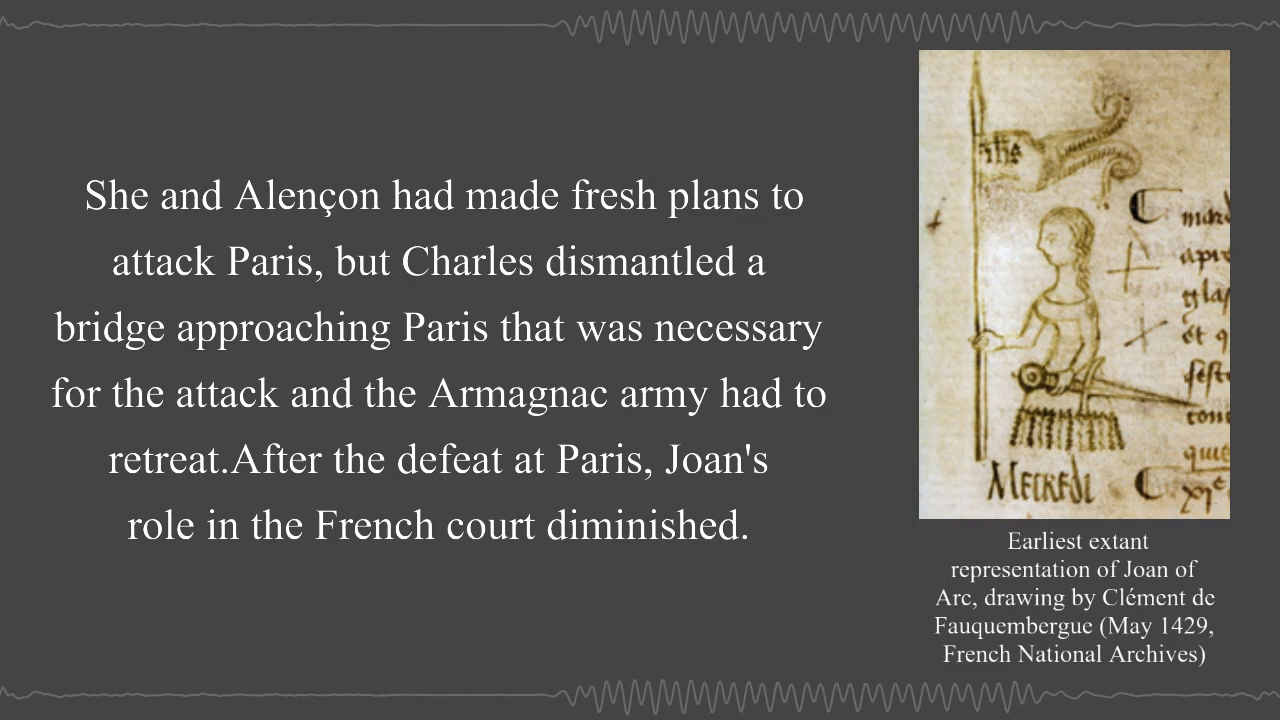 She and Alençon had made fresh plans to
attack Paris, but Charles dismantled a
bridge approaching Paris that was necessary
for the attack and the Armagnac army had to
retreat.After the defeat at Paris, Joan's
role in the French court diminished.
Mecredi
Earliest extant
representation of Joan of
Arc, drawing by Clément de
Fauquembergue (May 1429,
French National Archives)